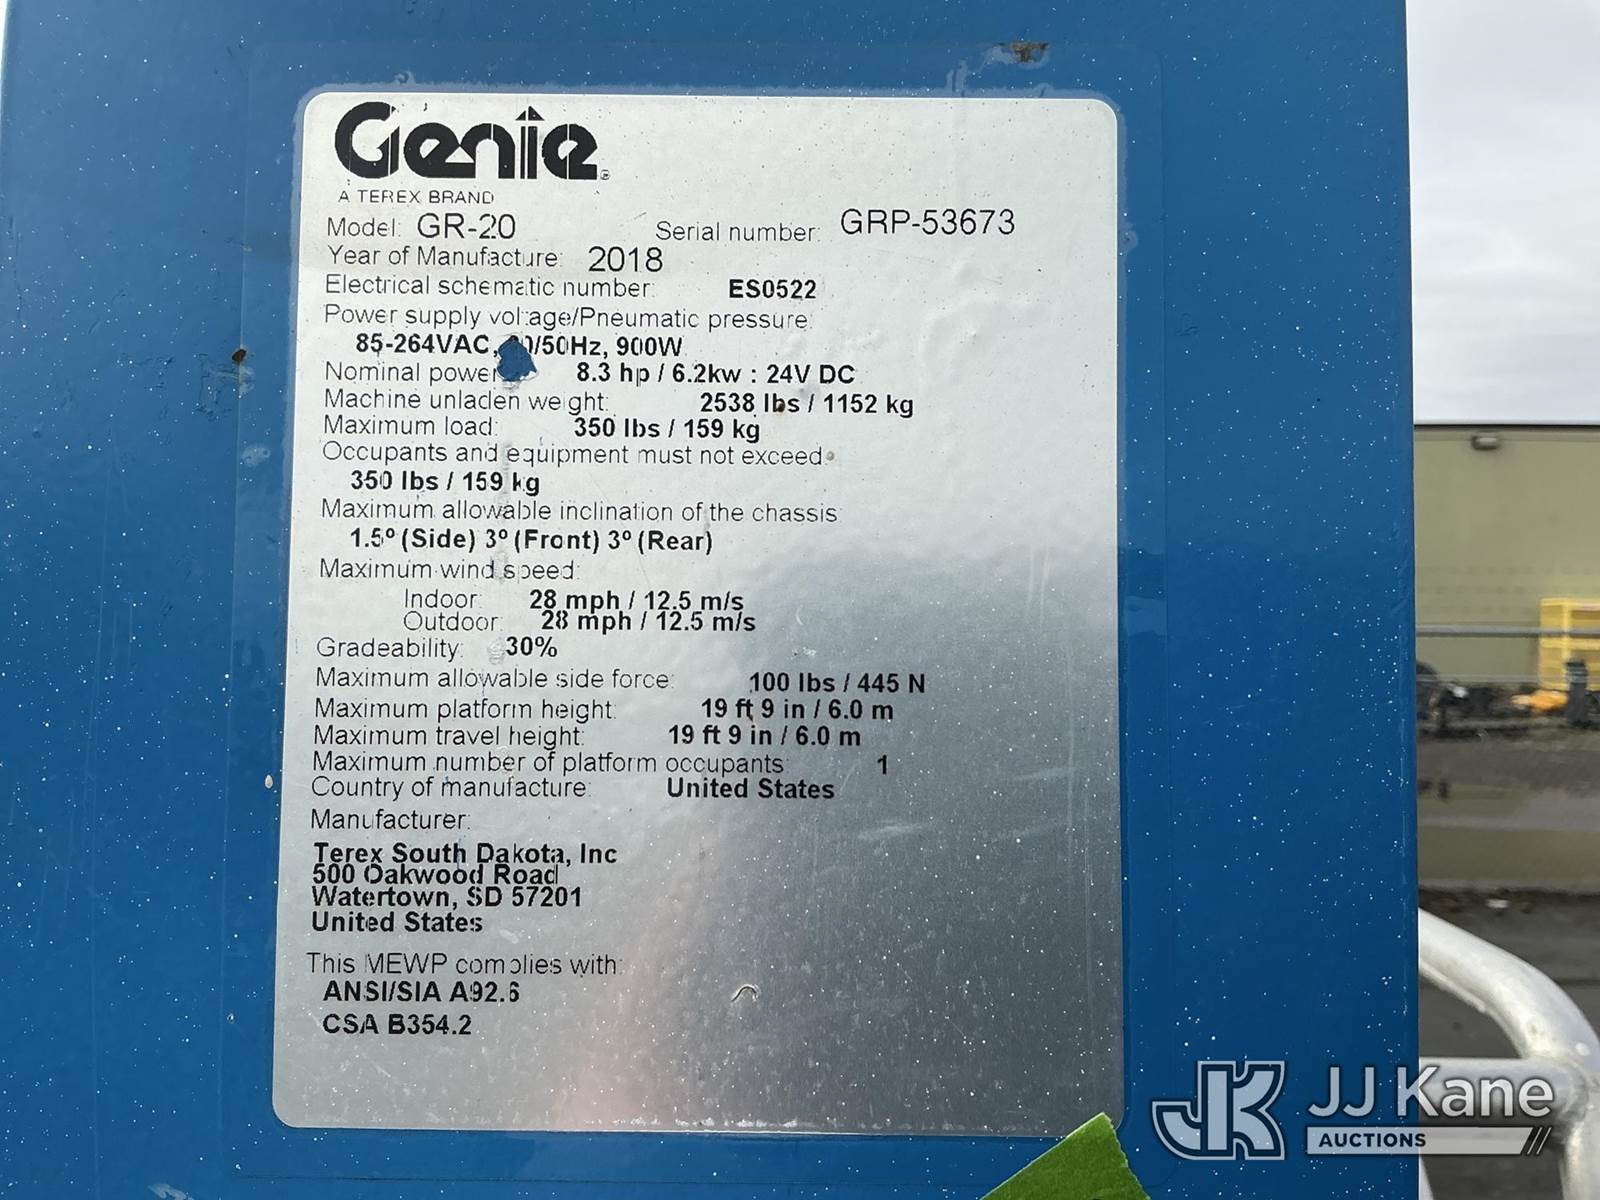 Genie®
A TEREX BRAND
Model: GR-20 Serial number: GRP-53673
Year of Manufacture: 2018
Electrical schematic number: ES0522
Power supply voltage/Pneumatic pressure:
85-264VAC, /50Hz, 900W
Nominal power 8.3 hp / 6.2kw : 24V DC
Machine unladen weight: 2538 lbs / 1152 kg
Maximum load: 350 lbs / 159 kg
Occupants and equipment must not exceed:
350 lbs / 159 kg
Maximum allowable inclination of the chassis:
1.5º (Side) 3º (Front) 3º (Rear)
Maximum wind speed:
Indoor: 28 mph / 12.5 m/s
Outdoor: 28 mph / 12.5 m/s
Gradeability: 30%
Maximum allowable side force: 100 lbs / 445 N
Maximum platform height: 19 ft 9 in / 6.0 m
Maximum travel height: 19 ft 9 in / 6.0 m
Maximum number of platform occupants: 1
Country of manufacture: United States
Manufacturer:
Terex South Dakota, Inc
500 Oakwood Road
Watertown, SD 57201
United States
This MEWP complies with:
ANSI/SIA A92.6
CSA B354.2
JK JJ Kane
AUCTIONS